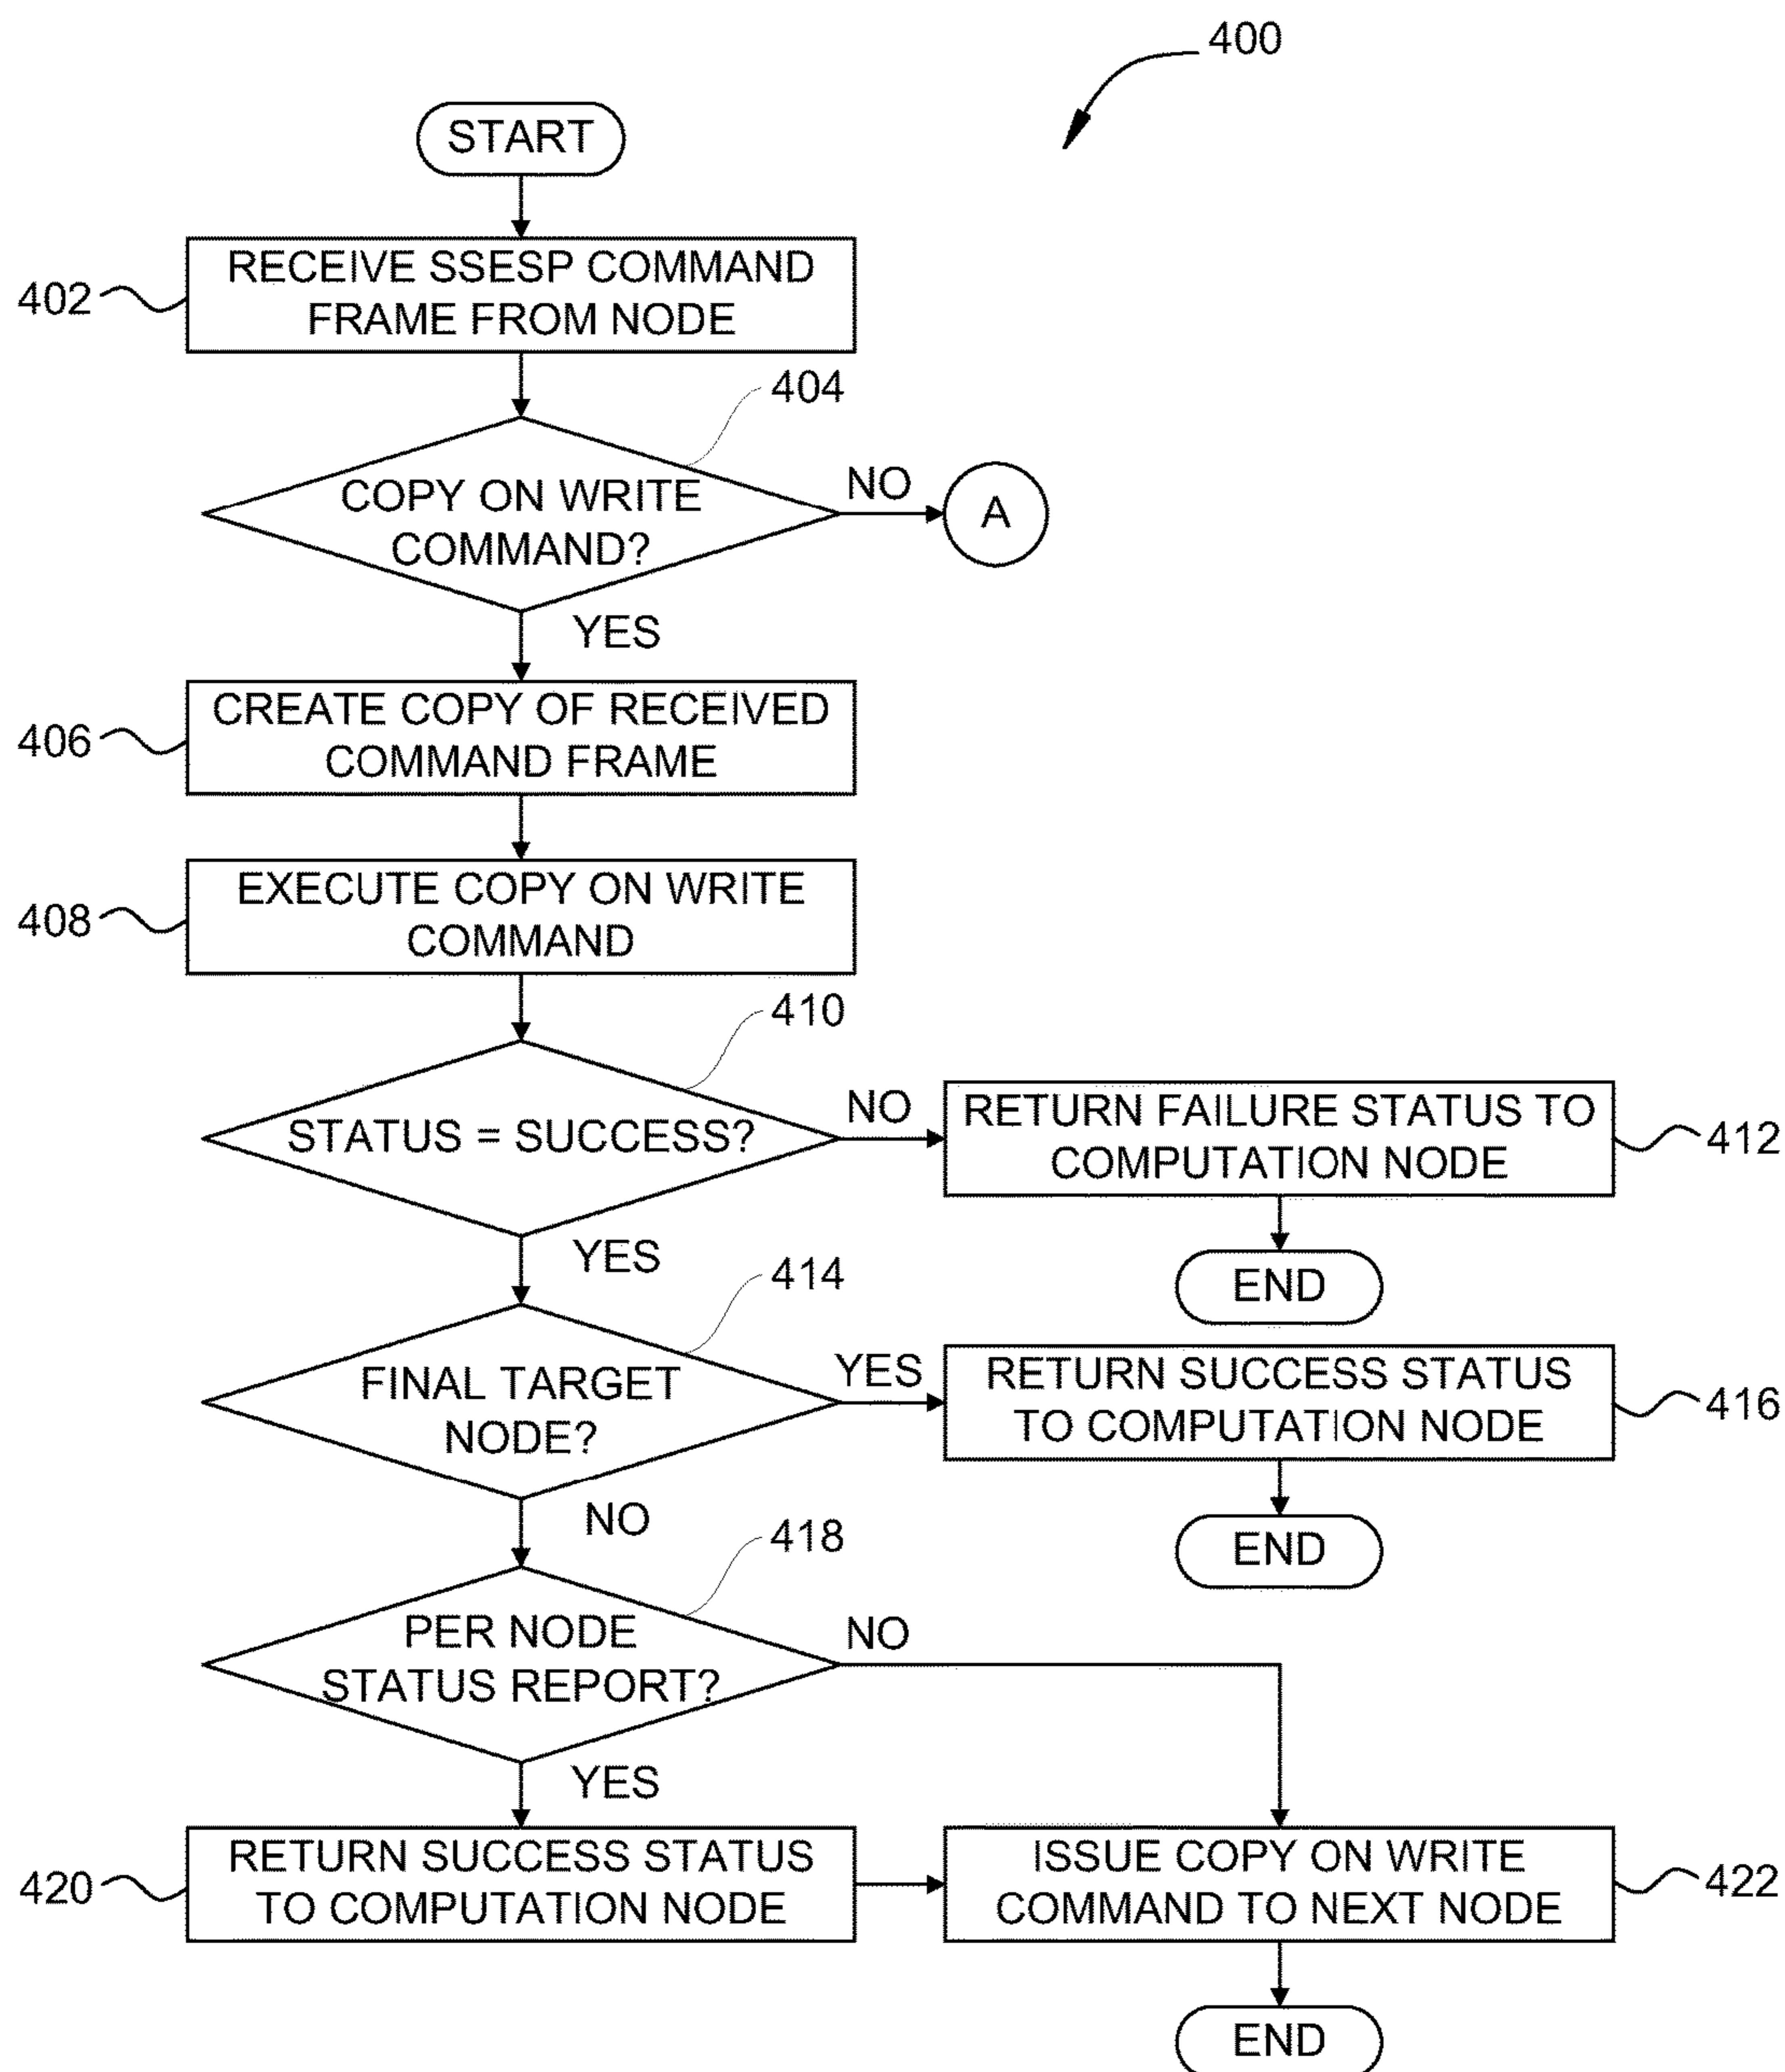 400
START
402
RECEIVE SSESP COMMAND
FRAME FROM NODE
404
COPY ON WRITE
COMMAND?
NO
A
YES
406
CREATE COPY OF RECEIVED
COMMAND FRAME
408
EXECUTE COPY ON WRITE
COMMAND
410
STATUS = SUCCESS?
NO
RETURN FAILURE STATUS TO
COMPUTATION NODE
412
END
YES
414
FINAL TARGET
NODE?
YES
RETURN SUCCESS STATUS
TO COMPUTATION NODE
416
END
NO
418
PER NODE
STATUS REPORT?
NO
YES
420
RETURN SUCCESS STATUS
TO COMPUTATION NODE
ISSUE COPY ON WRITE
COMMAND TO NEXT NODE
422
END